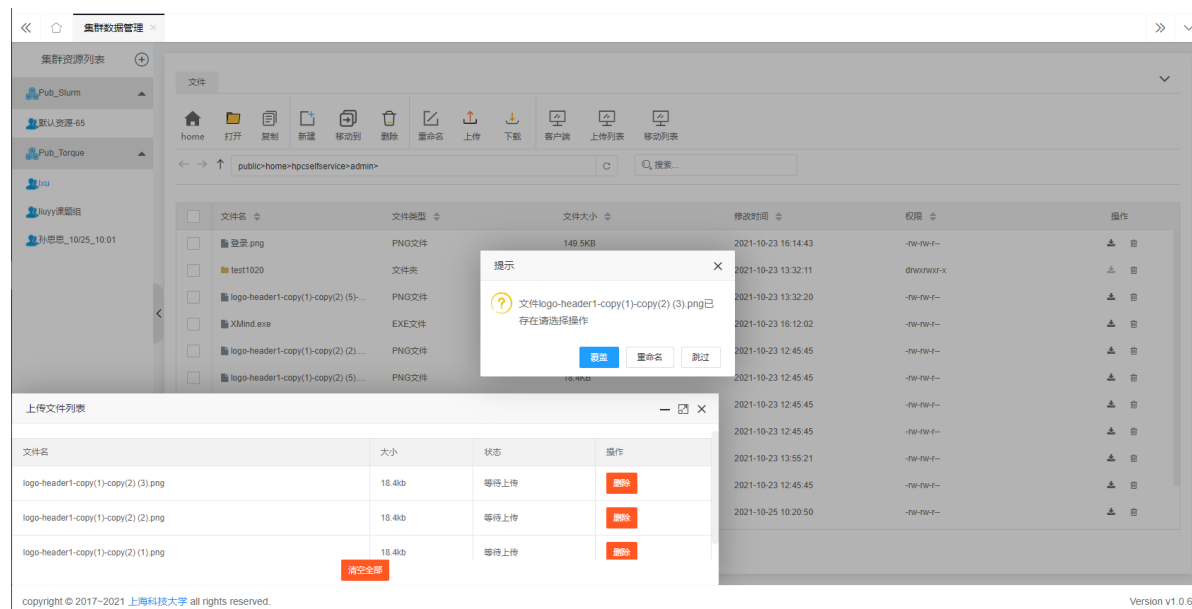 集群数据管理
集群资源列表
文件
Pub_Slurm
默认资源-65
Pub_Torque
lxu
liuyy课题组
孙思思_10/25_10:01
home 打开 复制 新建 移动到 删除 重命名 上传 下载 客户端 上传列表 移动列表
public>home>hpcselfservice>admin> 搜索...
文件名 文件类型 文件大小 修改时间 权限 操作
登录.png PNG文件 149.5KB 2021-10-23 16:14:43 -rw-rw-r--
test1020 文件夹 2021-10-23 13:32:11 drwxrwxr-x
logo-header1-copy(1)-copy(2) (5)-... PNG文件 2021-10-23 13:32:20 -rw-rw-r--
XMind.exe EXE文件 2021-10-23 16:12:02 -rw-rw-r--
logo-header1-copy(1)-copy(2) (2).... PNG文件 2021-10-23 12:45:45 -rw-rw-r--
logo-header1-copy(1)-copy(2) (5).... PNG文件 18.4KB 2021-10-23 12:45:45 -rw-rw-r--
2021-10-23 12:45:45 -rw-rw-r--
2021-10-23 12:45:45 -rw-rw-r--
2021-10-23 13:55:21 -rw-rw-r--
2021-10-23 12:45:45 -rw-rw-r--
2021-10-25 10:20:50 -rw-rw-r--
提示
文件logo-header1-copy(1)-copy(2) (3).png已
存在请选择操作
覆盖 重命名 跳过
上传文件列表
文件名 大小 状态 操作
logo-header1-copy(1)-copy(2) (3).png 18.4kb 等待上传 删除
logo-header1-copy(1)-copy(2) (2).png 18.4kb 等待上传 删除
logo-header1-copy(1)-copy(2) (1).png 18.4kb 等待上传 删除
清空全部
copyright © 2017~2021 上海科技大学 all rights reserved. Version v1.0.6